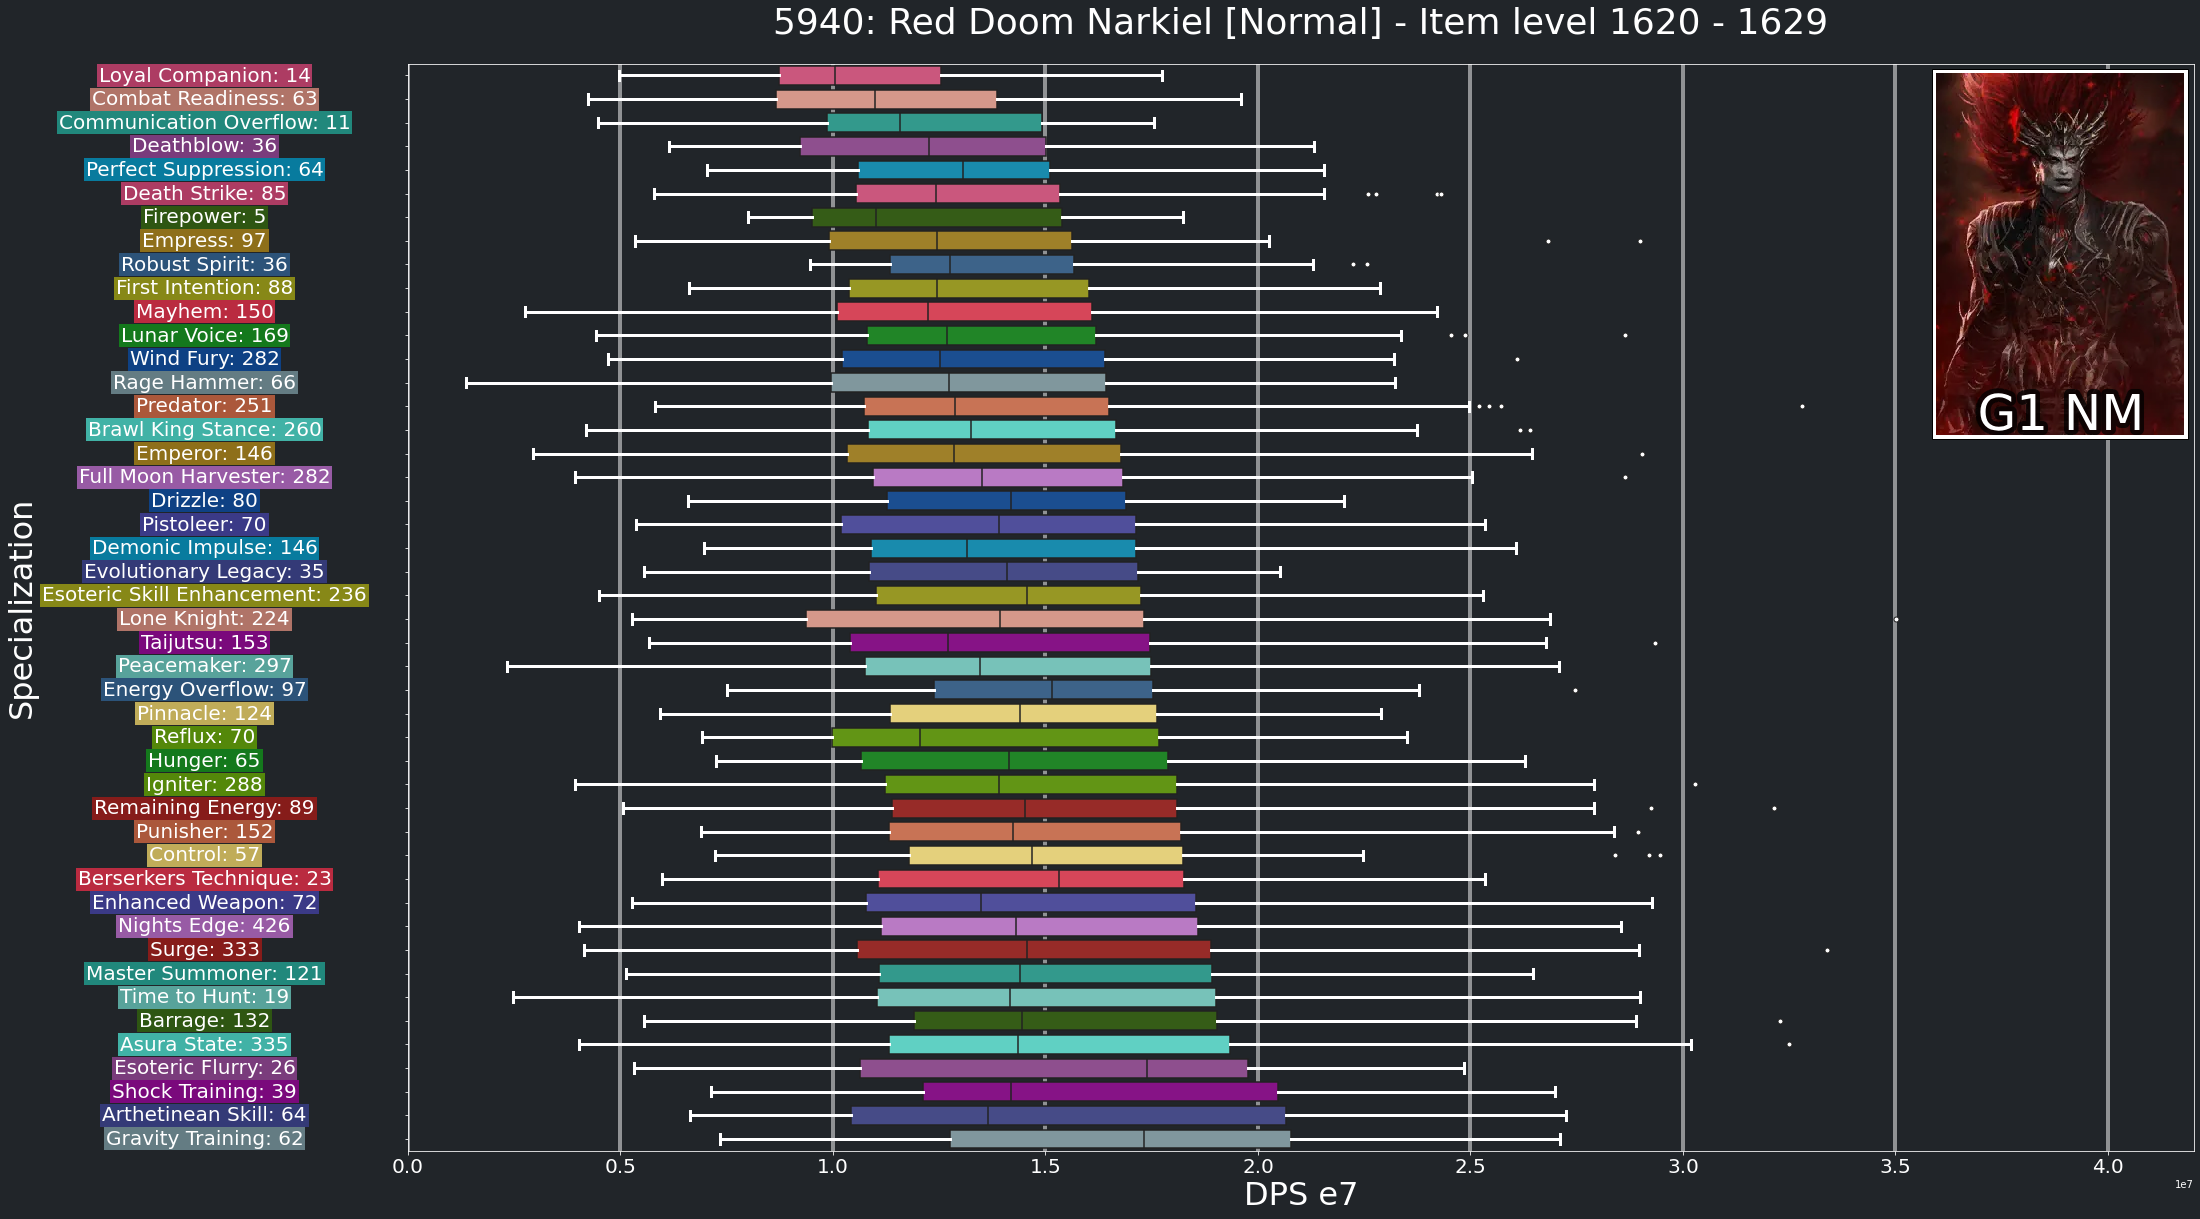 5940: Red Doom Narkiel [Normal] - Item level 1620 - 1629
Loyal Companion: 14
Combat Readiness: 63
Communication Overflow: 11
Deathblow: 36
Perfect Suppression: 64
Death Strike: 85
Firepower: 5
Empress: 97
Robust Spirit: 36
First Intention: 88
Mayhem: 150
Lunar Voice: 169
Wind Fury: 282
Rage Hammer: 66
Predator: 251
Brawl King Stance: 260
Emperor: 146
Full Moon Harvester: 282
Drizzle: 80
Pistoleer: 70
Demonic Impulse: 146
Evolutionary Legacy: 35
Esoteric Skill Enhancement: 236
Lone Knight: 224
Taijutsu: 153
Peacemaker: 297
Energy Overflow: 97
Pinnacle: 124
Reflux: 70
Hunger: 65
Igniter: 288
Remaining Energy: 89
Punisher: 152
Control: 57
Berserkers Technique: 23
Enhanced Weapon: 72
Nights Edge: 426
Surge: 333
Master Summoner: 121
Time to Hunt: 19
Barrage: 132
Asura State: 335
Esoteric Flurry: 26
Shock Training: 39
Arthetinean Skill: 64
Gravity Training: 62
Specialization
G1 NM
0.0 0.5 1.0 1.5 2.0 2.5 3.0 3.5 4.0
1e7
DPS e7